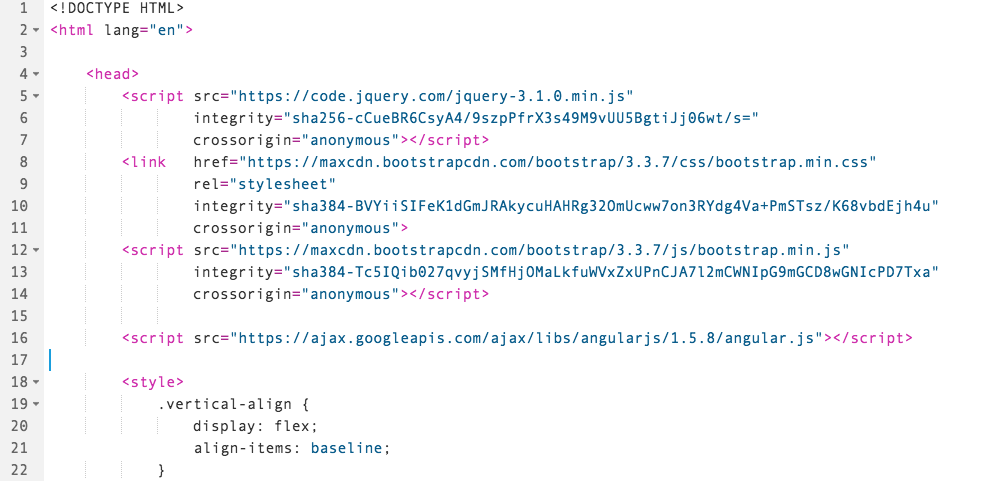 1 <!DOCTYPE HTML>
2 <html lang="en">
3
4 <head>
5 <script src="https://code.jquery.com/jquery-3.1.0.min.js"
6 integrity="sha256-cCueBR6CsyA4/9szpPfrX3s49M9vUU5BgtiJj06wt/s="
7 crossorigin="anonymous"></script>
8 <link href="https://maxcdn.bootstrapcdn.com/bootstrap/3.3.7/css/bootstrap.min.css"
9 rel="stylesheet"
10 integrity="sha384-BVYiiSIFeK1dGmJRAkycuHAHRg32OmUcww7on3RYdg4Va+PmSTsz/K68vbdEjh4u"
11 crossorigin="anonymous">
12 <script src="https://maxcdn.bootstrapcdn.com/bootstrap/3.3.7/js/bootstrap.min.js"
13 integrity="sha384-Tc5IQib027qvyjSMfHjOMaLkfuWVxZxUPnCJA7l2mCWNIpG9mGCD8wGNIcPD7Txa"
14 crossorigin="anonymous"></script>
15
16 <script src="https://ajax.googleapis.com/ajax/libs/angularjs/1.5.8/angular.js"></script>
17
18 <style>
19 .vertical-align {
20 display: flex;
21 align-items: baseline;
22 }